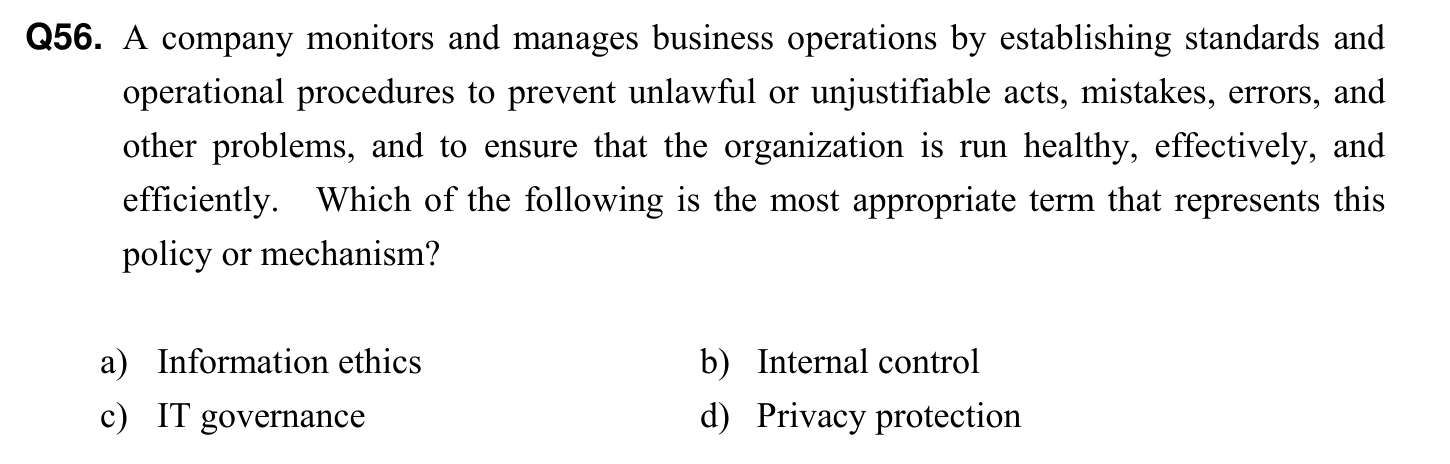 Q56. A company monitors and manages business operations by establishing standards and
operational procedures to prevent unlawful or unjustifiable acts, mistakes, errors, and
other problems, and to ensure that the organization is run healthy, effectively, and
efficiently. Which of the following is the most appropriate term that represents this
policy or mechanism?
a) Information ethics b) Internal control
c) IT governance d) Privacy protection